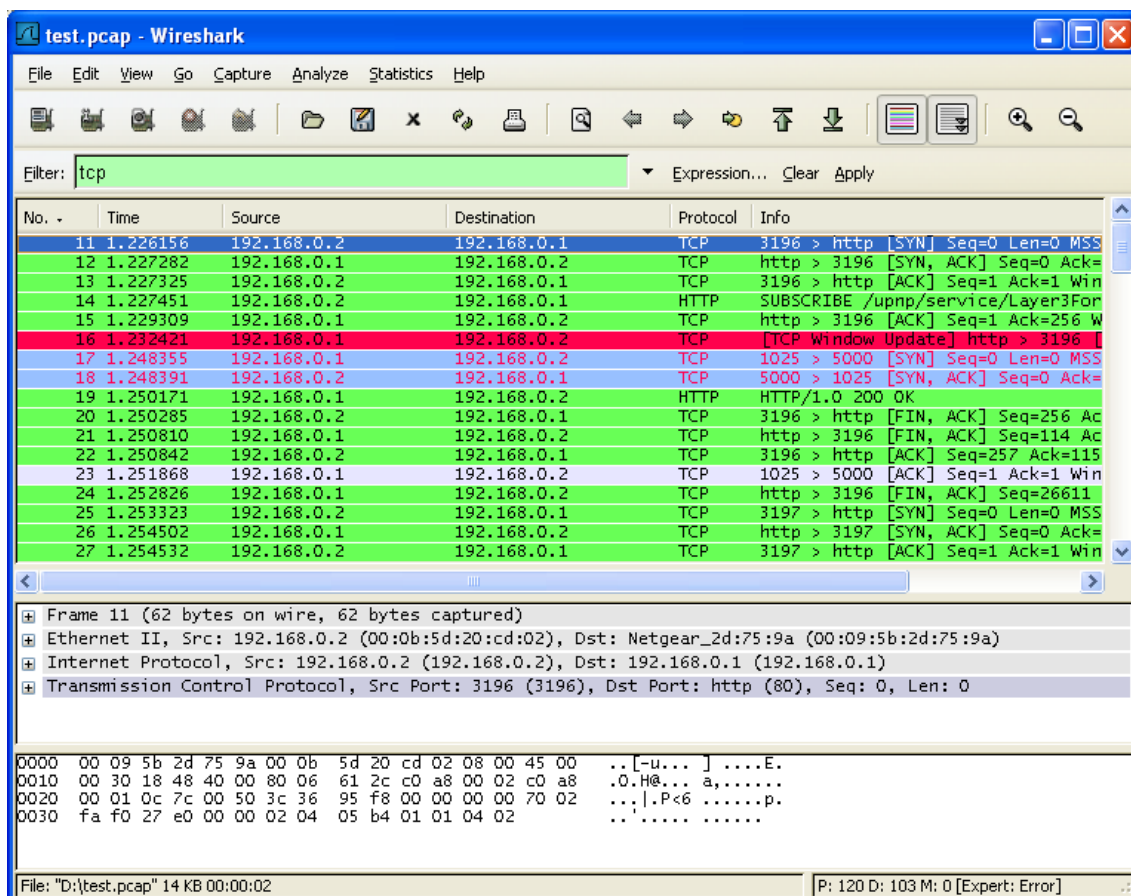 test.pcap - Wireshark
File Edit View Go Capture Analyze Statistics Help
Filter: tcp Expression... Clear Apply
No. . Time Source Destination Protocol Info
11 1.226156 192.168.0.2 192.168.0.1 TCP 3196 > http [SYN] Seq=0 Len=0 MSS
12 1.227282 192.168.0.1 192.168.0.2 TCP http > 3196 [SYN, ACK] Seq=0 Ack=
13 1.227325 192.168.0.2 192.168.0.1 TCP 3196 > http [ACK] Seq=1 Ack=1 Win
14 1.227451 192.168.0.2 192.168.0.1 HTTP SUBSCRIBE /upnp/service/Layer3For
15 1.229309 192.168.0.1 192.168.0.2 TCP http > 3196 [ACK] Seq=1 Ack=256 W
16 1.232421 192.168.0.1 192.168.0.2 TCP [TCP Window Update] http > 3196 [
17 1.248355 192.168.0.1 192.168.0.2 TCP 1025 > 5000 [SYN] Seq=0 Len=0 MSS
18 1.248391 192.168.0.2 192.168.0.1 TCP 5000 > 1025 [SYN, ACK] Seq=0 Ack=
19 1.250171 192.168.0.1 192.168.0.2 HTTP HTTP/1.0 200 OK
20 1.250285 192.168.0.2 192.168.0.1 TCP 3196 > http [FIN, ACK] Seq=256 Ac
21 1.250810 192.168.0.1 192.168.0.2 TCP http > 3196 [FIN, ACK] Seq=114 Ac
22 1.250842 192.168.0.2 192.168.0.1 TCP 3196 > http [ACK] Seq=257 Ack=115
23 1.251868 192.168.0.1 192.168.0.2 TCP 1025 > 5000 [ACK] Seq=1 Ack=1 Win
24 1.252826 192.168.0.1 192.168.0.2 TCP http > 3196 [FIN, ACK] Seq=26611
25 1.253323 192.168.0.2 192.168.0.1 TCP 3197 > http [SYN] Seq=0 Len=0 MSS
26 1.254502 192.168.0.1 192.168.0.2 TCP http > 3197 [SYN, ACK] Seq=0 Ack=
27 1.254532 192.168.0.2 192.168.0.1 TCP 3197 > http [ACK] Seq=1 Ack=1 Win
Frame 11 (62 bytes on wire, 62 bytes captured)
Ethernet II, Src: 192.168.0.2 (00:0b:5d:20:cd:02), Dst: Netgear_2d:75:9a (00:09:5b:2d:75:9a)
Internet Protocol, Src: 192.168.0.2 (192.168.0.2), Dst: 192.168.0.1 (192.168.0.1)
Transmission Control Protocol, Src Port: 3196 (3196), Dst Port: http (80), Seq: 0, Len: 0
0000 00 09 5b 2d 75 9a 00 0b 5d 20 cd 02 08 00 45 00 ..[-u... ] ....E.
0010 00 30 18 48 40 00 80 06 61 2c c0 a8 00 02 c0 a8 .0.H@... a,......
0020 00 01 0c 7c 00 50 3c 36 95 f8 00 00 00 00 70 02 ...|.P<6 ......p.
0030 fa f0 27 e0 00 00 02 04 05 b4 01 01 04 02 ..'..... ......
File: "D:\test.pcap" 14 KB 00:00:02 P: 120 D: 103 M: 0 [Expert: Error]